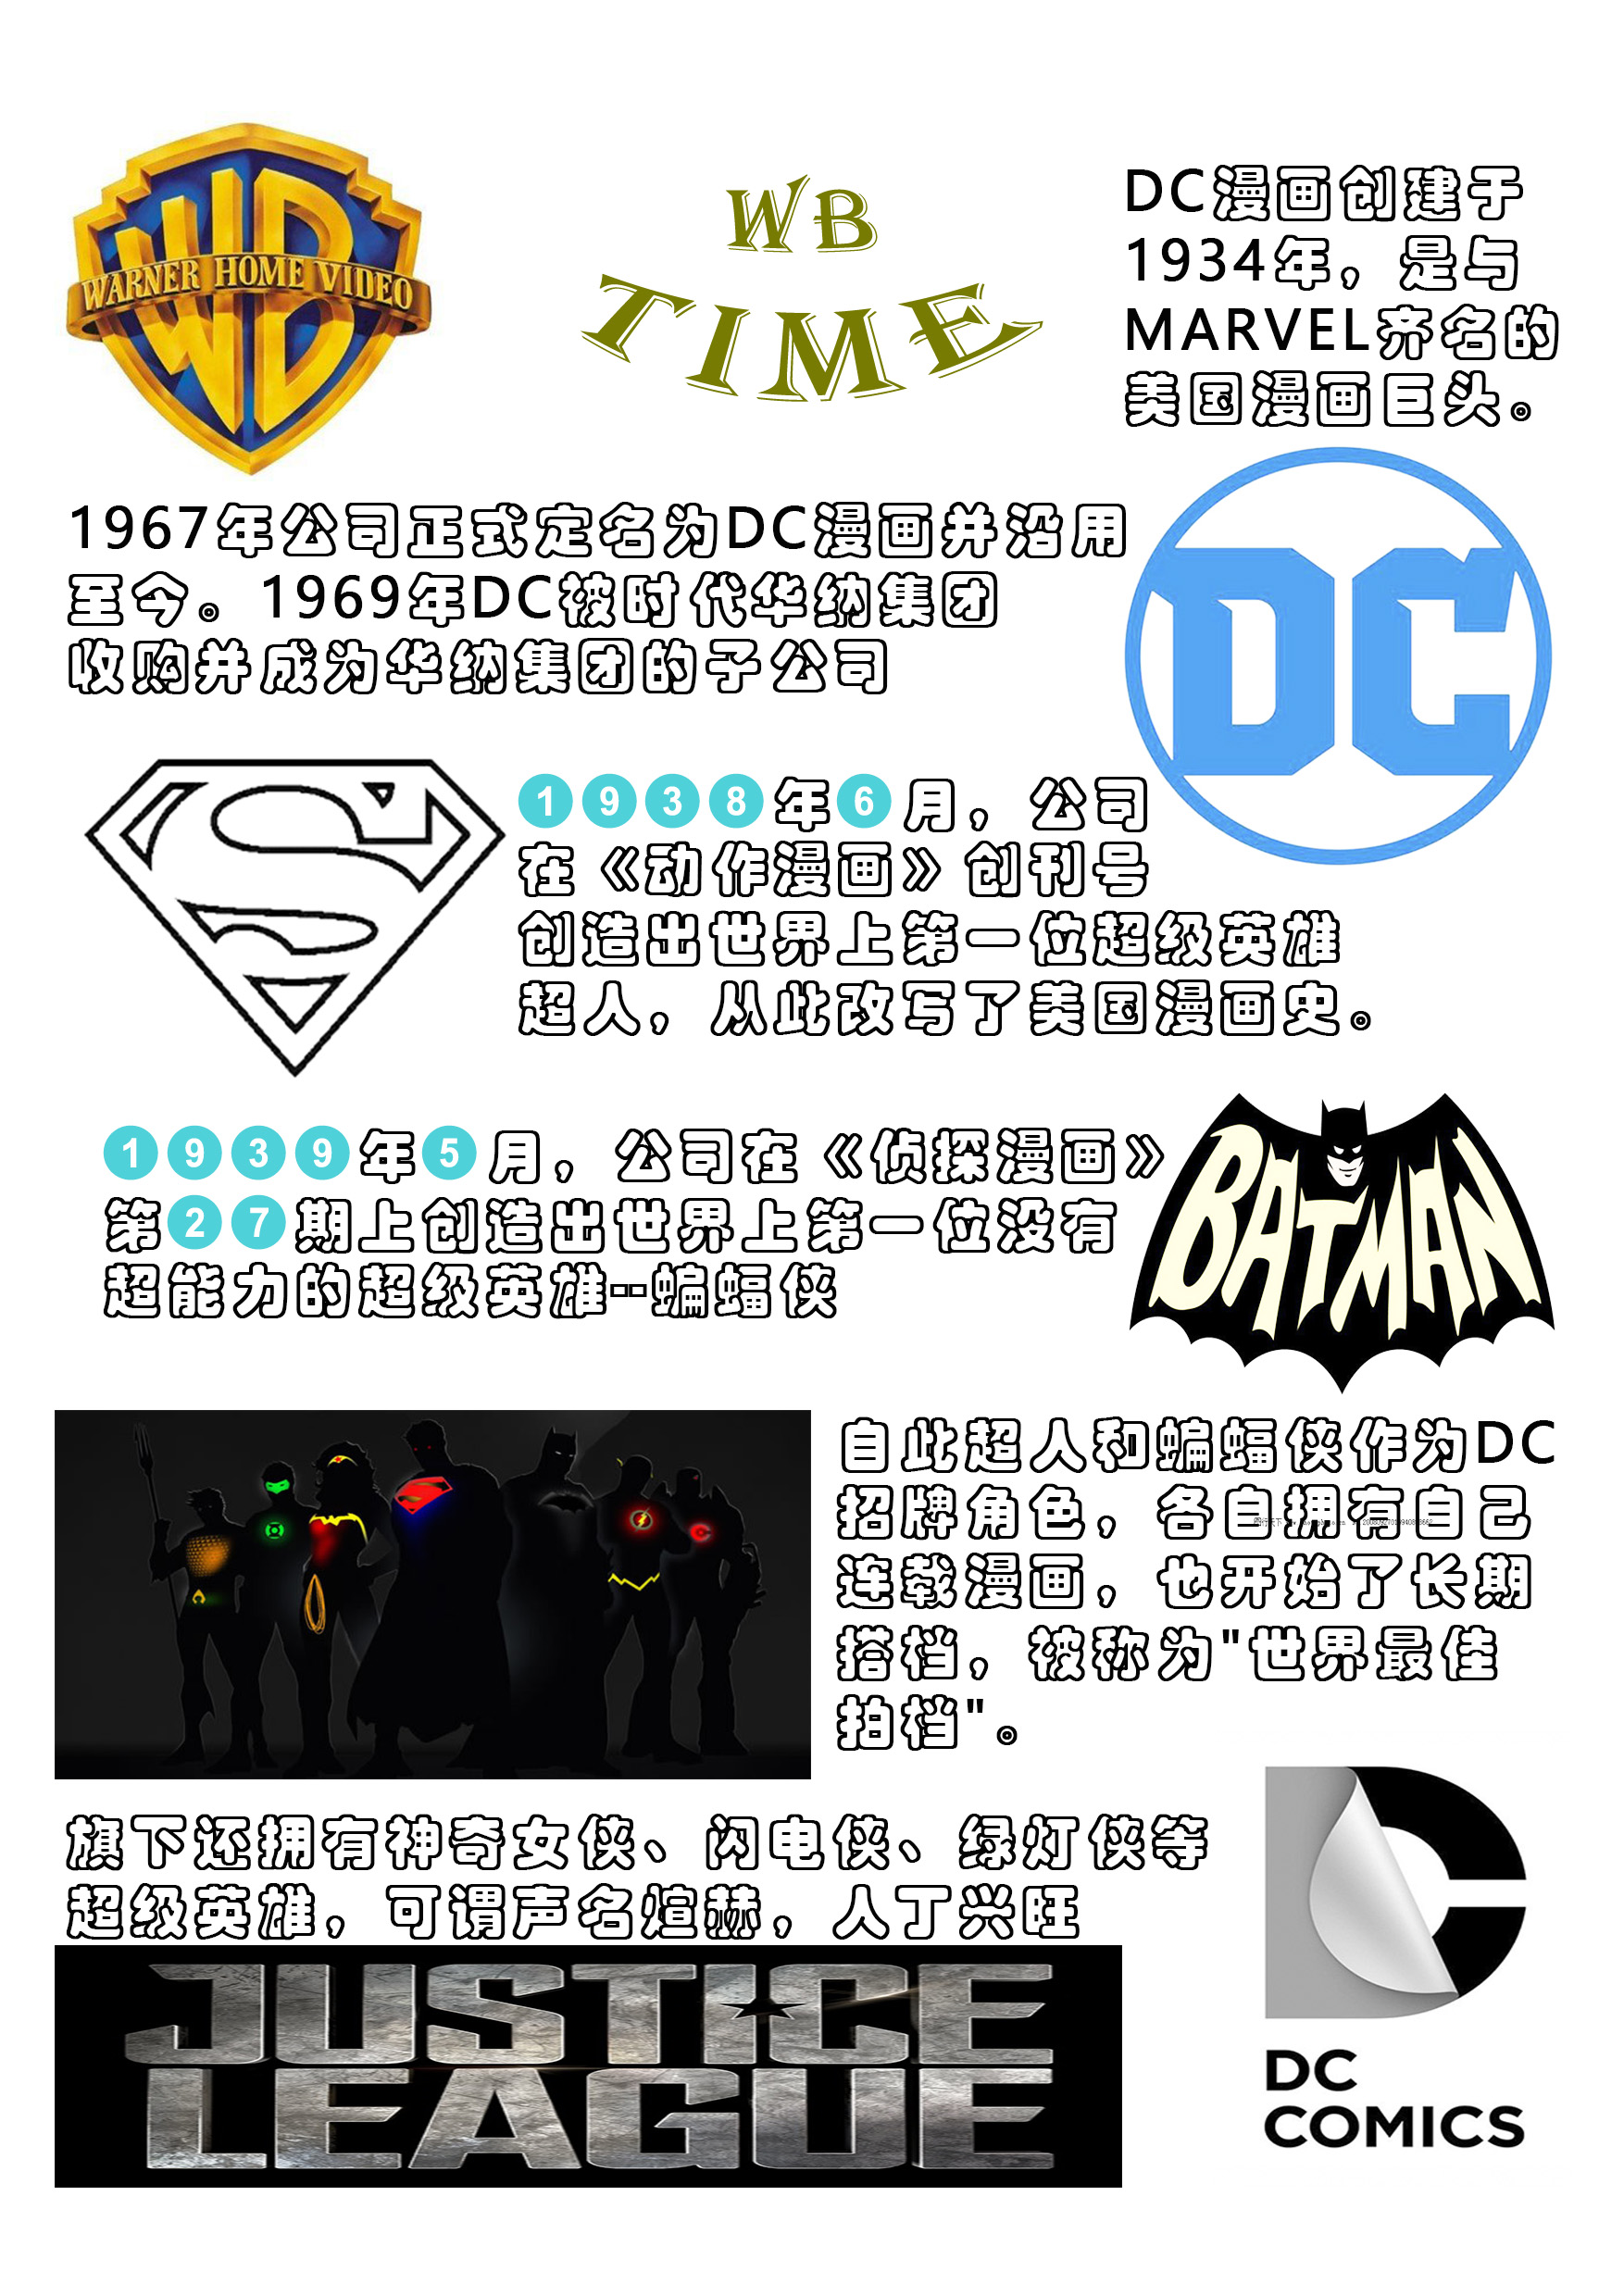 WB
WARNER HOME VIDEO
WB
TIME
DC漫画创建于
1934年，是与
MARVEL齐名的
美国漫画巨头。
1967年公司正式定名为DC漫画并沿用
至今。1969年DC被时代华纳集团
收购并成为华纳集团的子公司
DC
S
1938年6月，公司
在《动作漫画》创刊号
创造出世界上第一位超级英雄
超人，从此改写了美国漫画史。
1939年5月，公司在《侦探漫画》
第27期上创造出世界上第一位没有
超能力的超级英雄--蝙蝠侠
BATMAN
自此超人和蝙蝠侠作为DC
招牌角色，各自拥有自己
连载漫画，也开始了长期
搭档，被称为"世界最佳
拍档"。
旗下还拥有神奇女侠、闪电侠、绿灯侠等
超级英雄，可谓声名煊赫，人丁兴旺
JUSTICE
LEAGUE
DC
COMICS